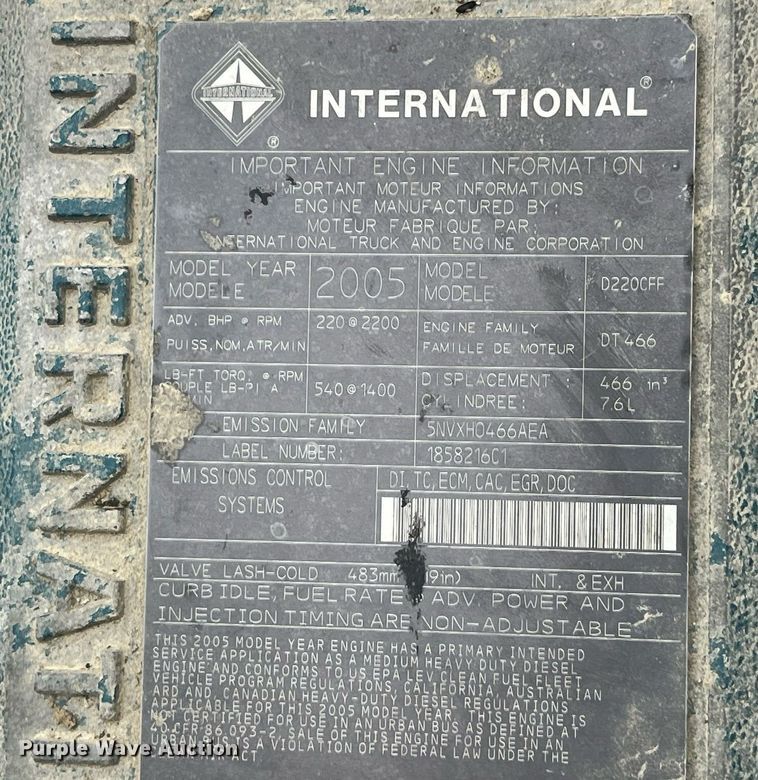 INTERNATI
INTERNATIONAL ®
INTERNATIONAL®
IMPORTANT ENGINE INFORMATION
IMPORTANT MOTEUR INFORMATIONS
ENGINE MANUFACTURED BY:
MOTEUR FABRIQUE PAR:
INTERNATIONAL TRUCK AND ENGINE CORPORATION
MODEL YEAR 2005 MODEL D220CFF
MODELE MODELE
ADV. BHP @ RPM 220@2200 ENGINE FAMILY DT466
PUISS,NOM,ATR/MIN FAMILLE DE MOTEUR
LB-FT TORQ. @ RPM 540@1400 DISPLACEMENT : 466 in³
COUPLE LB-PI A CYLINDREE: 7.6L
EMISSION FAMILY 5NVXH0466AEA
LABEL NUMBER: 1858216C1
EMISSIONS CONTROL DI,TC,ECM,CAC,EGR,DOC
SYSTEMS
VALVE LASH-COLD .483mm 9in) INT. & EXH
CURB IDLE, FUEL RATE, ADV. POWER AND
INJECTION TIMING ARE NON-ADJUSTABLE
THIS 2005 MODEL YEAR ENGINE HAS A PRIMARY INTENDED
SERVICE APPLICATION AS A MEDIUM HEAVY DUTY DIESEL
ENGINE AND CONFORMS TO US EPA LEV CLEAN FUEL FLEET
VEHICLE PROGRAM REGULATIONS, CALIFORNIA, AUSTRALIAN
ARD AND CANADIAN HEAVY-DUTY DIESEL REGULATIONS
APPLICABLE FOR THIS 2005 MODEL YEAR. THIS ENGINE IS
NOT CERTIFIED FOR USE IN AN URBAN BUS AS DEFINED AT
40 CFR 86.093-2. SALE OF THIS ENGINE FOR USE IN AN
URBAN BUS IS A VIOLATION OF FEDERAL LAW UNDER THE
ACT
Purple Wave Auction